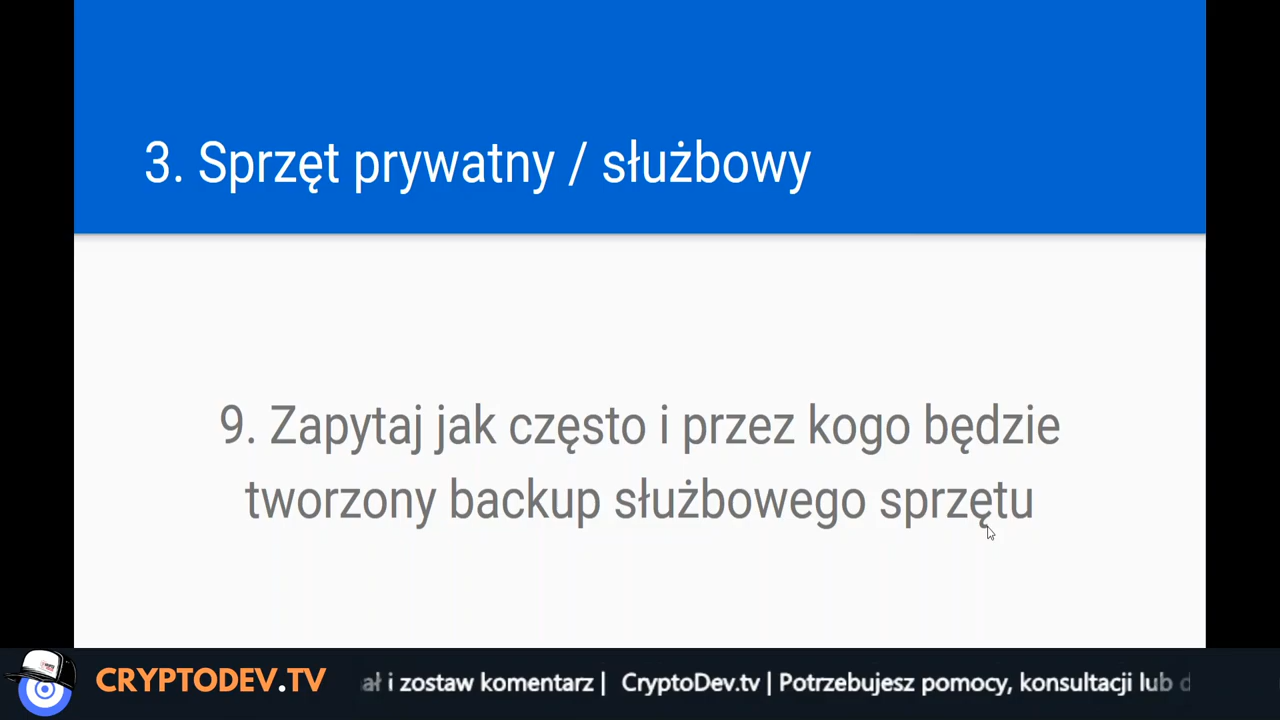 3. Sprzęt prywatny / służbowy
9. Zapytaj jak często i przez kogo będzie
tworzony backup służbowego sprzętu
CRYPTODEV.TV
i zostaw komentarz | CryptoDev.tv | Potrzebujesz pomocy, konsultacji lub